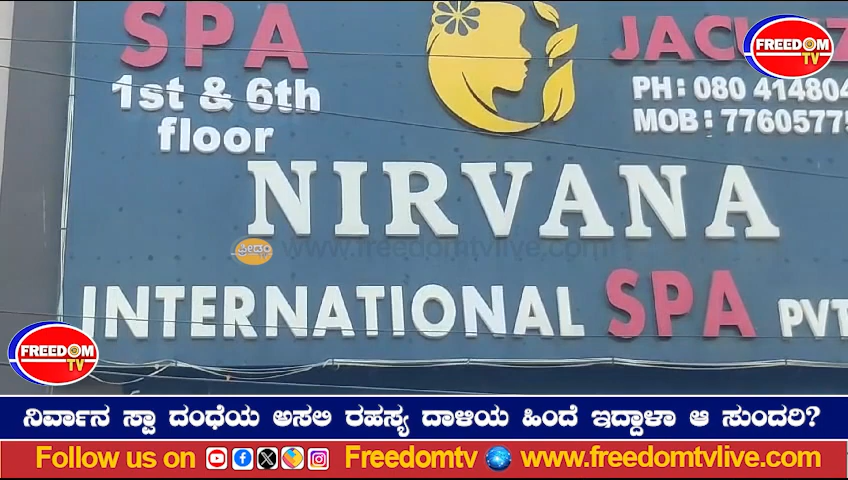 SPA
JACU
FREEDOM
TV
1st & 6th
floor
PH : 080 414804
MOB : 77605775
NIRVANA
ಫ್ರೀಡಂ www.freedomtvlive.com
INTERNATIONAL SPA PVT
FREEDOM
TV
ನಿರ್ವಾನ ಸ್ಪಾ ದಂಧೆಯ ಅಸಲಿ ರಹಸ್ಯ ದಾಳಿಯ ಹಿಂದೆ ಇದ್ದಾಳಾ ಆ ಸುಂದರಿ?
Follow us on Freedomtv www.freedomtvlive.com